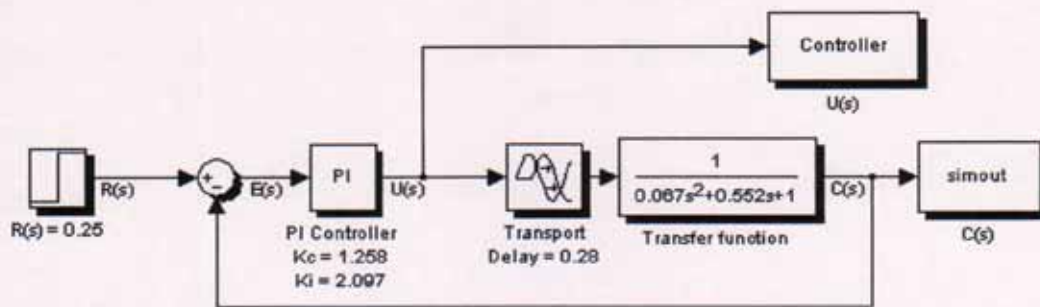 Controller
U(s)
R(s)
R(s) = 0.25
+
−
E(s)
PI
PI Controller
Kc = 1.258
Ki = 2.097
U(s)
Transport
Delay = 0.28
1
0.067s²+0.552s+1
Transfer function
C(s)
simout
C(s)